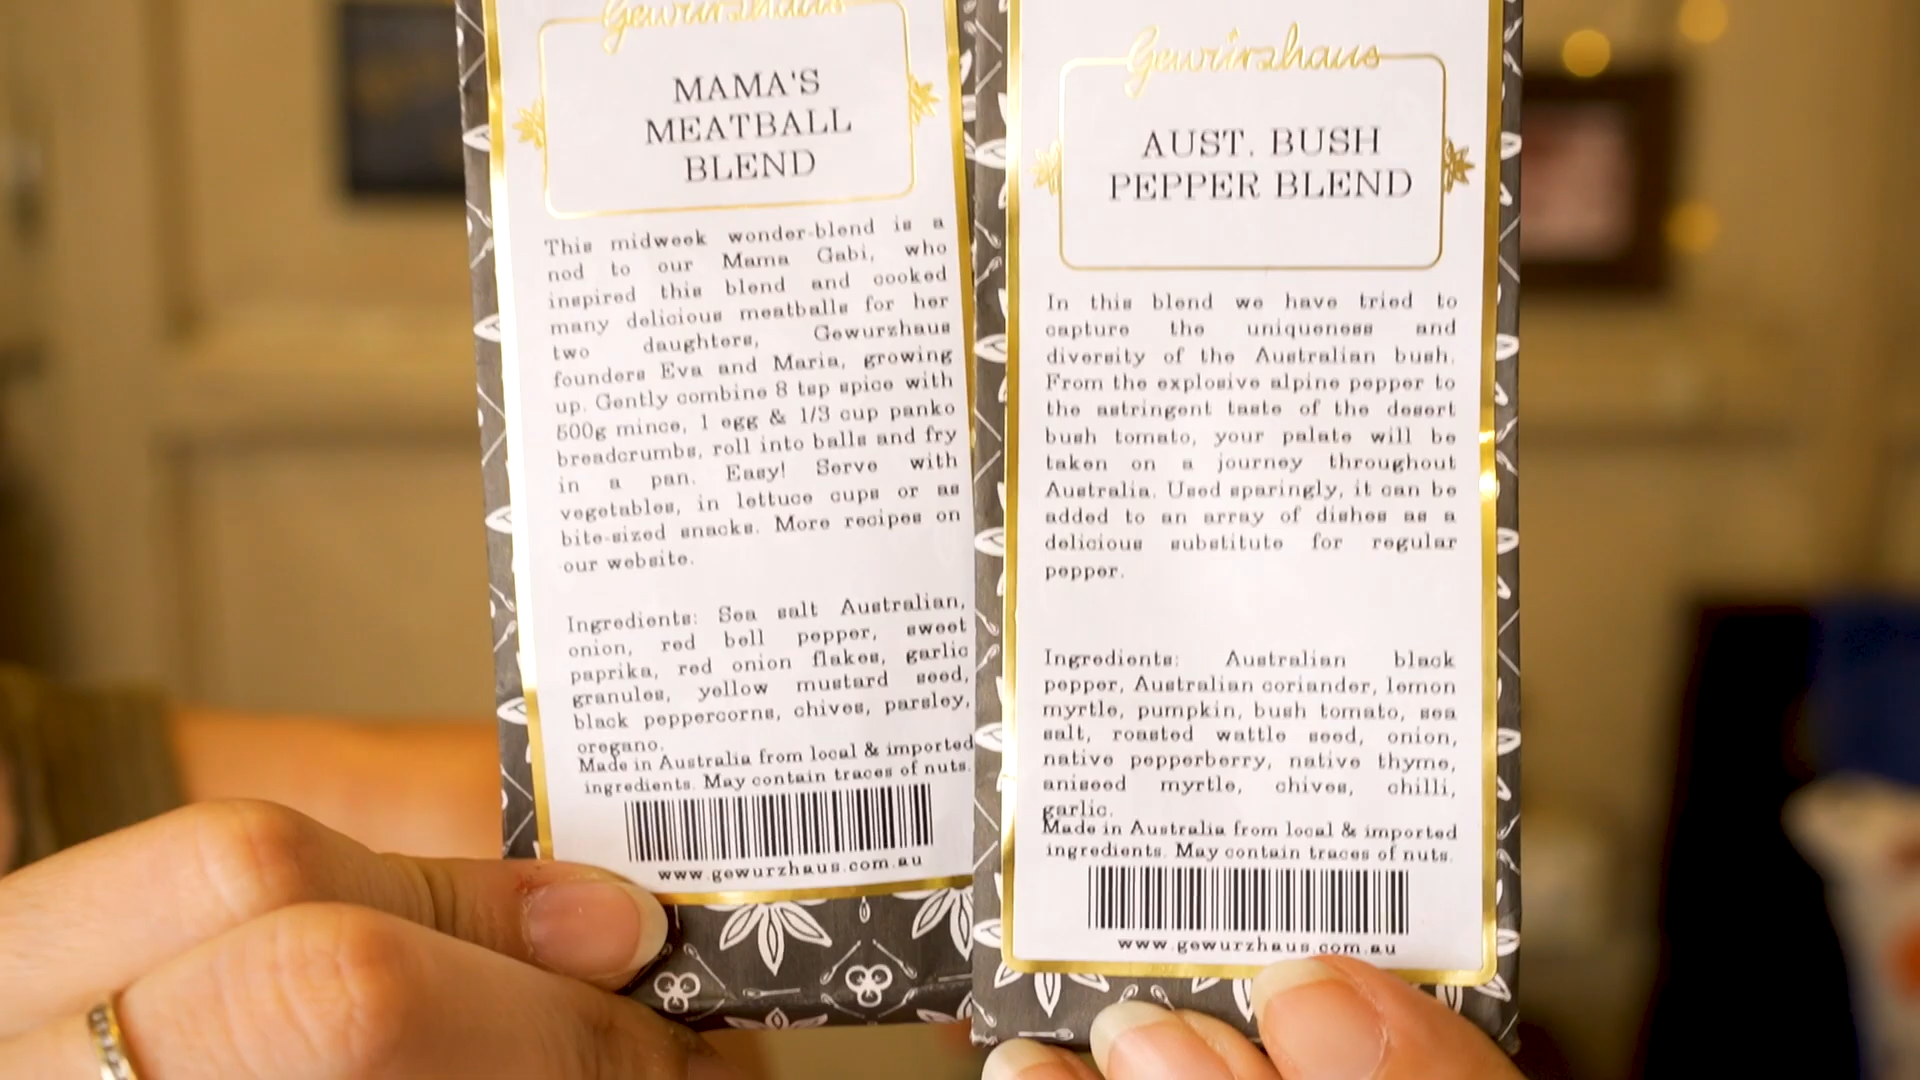 Gewürzhaus
MAMA'S
MEATBALL
BLEND
This midweek wonder-blend is a
nod to our Mama Gabi, who
inspired this blend and cooked
many delicious meatballs for her
two daughters, Gewurzhaus
founders Eva and Maria, growing
up. Gently combine 8 tsp spice with
500g mince, 1 egg & 1/3 cup panko
breadcrumbs, roll into balls and fry
in a pan. Easy! Serve with
vegetables, in lettuce cups or as
bite-sized snacks. More recipes on
our website.
Ingredients: Sea salt Australian,
onion, red bell pepper, sweet
paprika, red onion flakes, garlic
granules, yellow mustard seed,
black peppercorns, chives, parsley,
oregano.
Made in Australia from local & imported
ingredients. May contain traces of nuts.
www.gewurzhaus.com.au
Gewürzhaus
AUST. BUSH
PEPPER BLEND
In this blend we have tried to
capture the uniqueness and
diversity of the Australian bush.
From the explosive alpine pepper to
the astringent taste of the desert
bush tomato, your palate will be
taken on a journey throughout
Australia. Used sparingly, it can be
added to an array of dishes as a
delicious substitute for regular
pepper.
Ingredients: Australian black
pepper, Australian coriander, lemon
myrtle, pumpkin, bush tomato, sea
salt, roasted wattle seed, onion,
native pepperberry, native thyme,
aniseed myrtle, chives, chilli,
garlic.
Made in Australia from local & imported
ingredients. May contain traces of nuts.
www.gewurzhaus.com.au